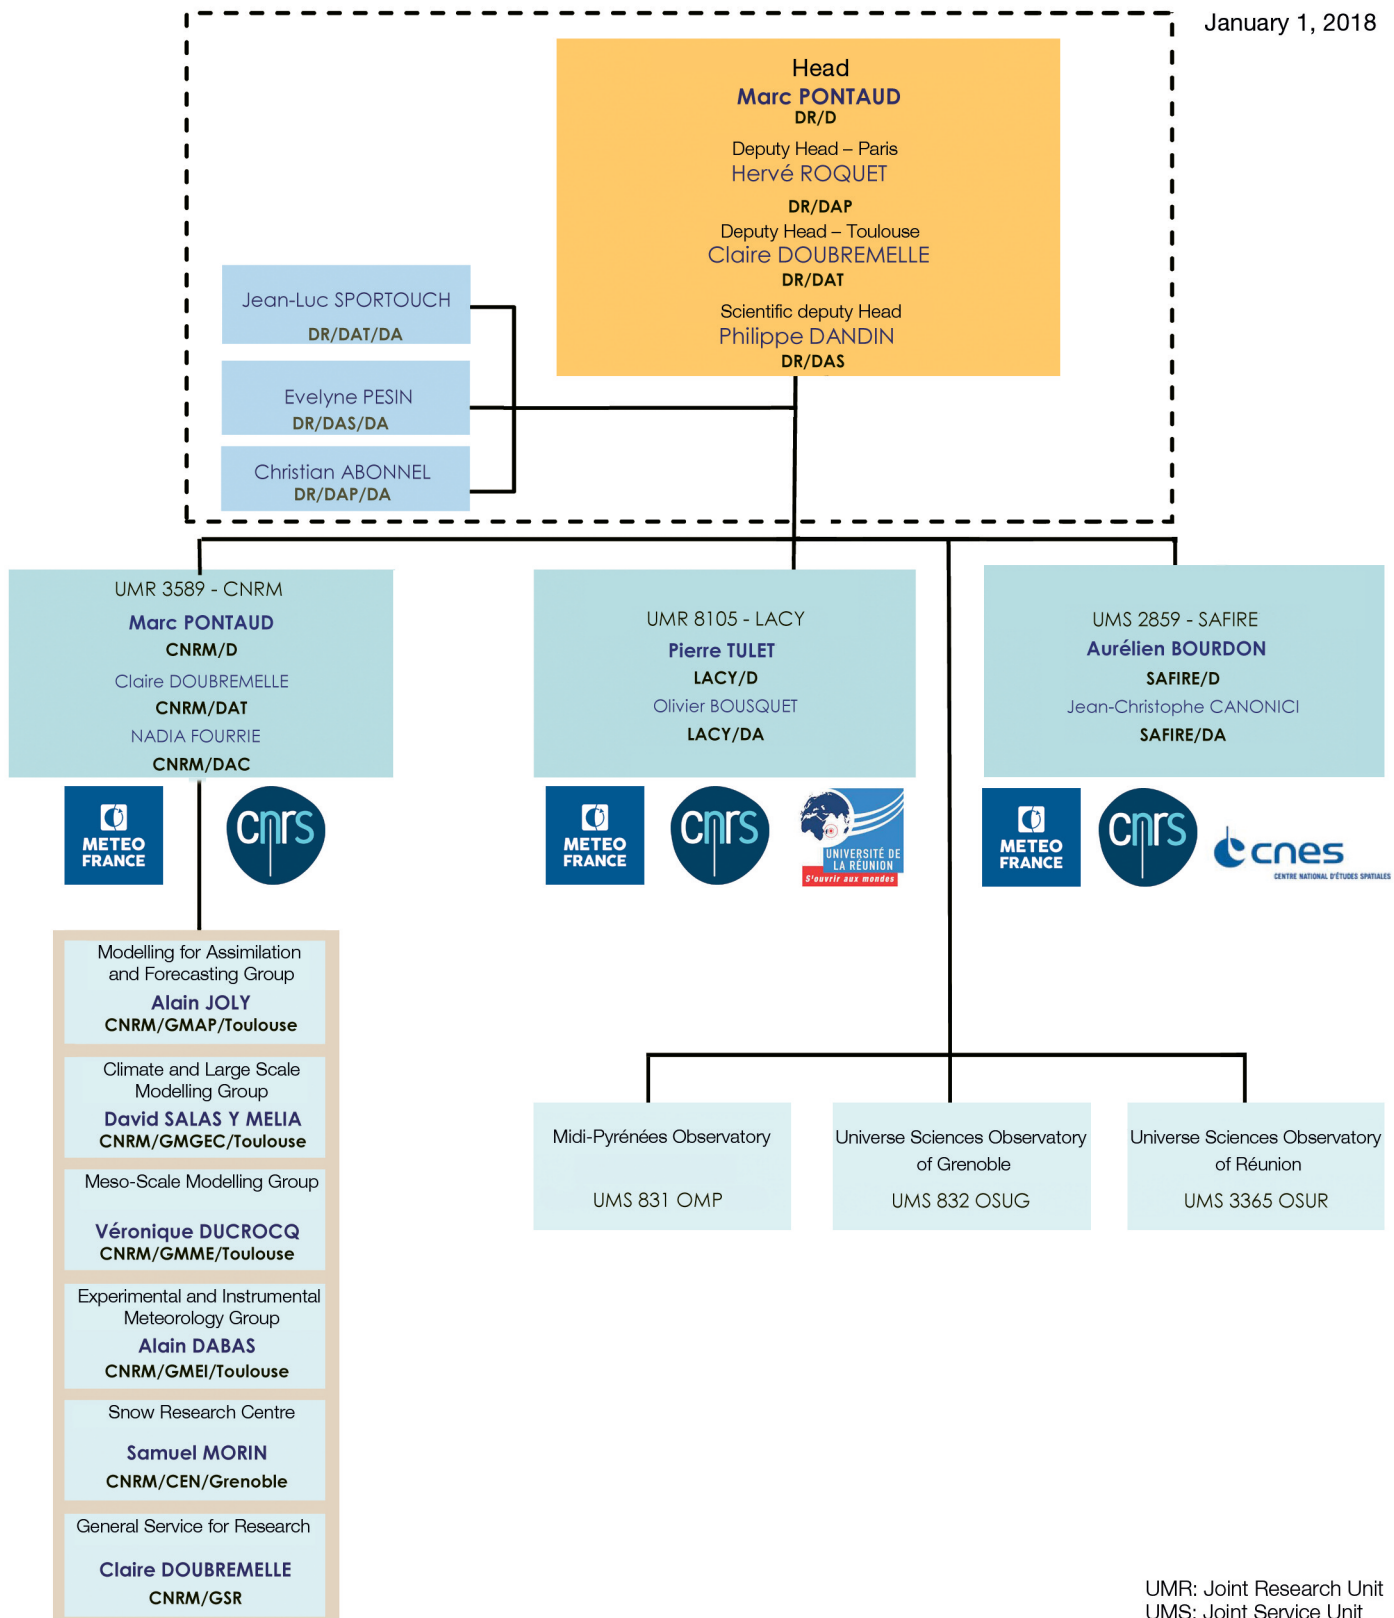 January 1, 2018
Head
Marc PONTAUD
DR/D
Deputy Head – Paris
Hervé ROQUET
DR/DAP
Deputy Head – Toulouse
Claire DOUBREMELLE
DR/DAT
Scientific deputy Head
Philippe DANDIN
DR/DAS
Jean-Luc SPORTOUCH
DR/DAT/DA
Evelyne PESIN
DR/DAS/DA
Christian ABONNEL
DR/DAP/DA
UMR 3589 - CNRM
Marc PONTAUD
CNRM/D
Claire DOUBREMELLE
CNRM/DAT
NADIA FOURRIE
CNRM/DAC
METEO
FRANCE
cnrs
UMR 8105 - LACY
Pierre TULET
LACY/D
Olivier BOUSQUET
LACY/DA
METEO
FRANCE
cnrs
UNIVERSITÉ DE
LA RÉUNION
S'ouvrir aux mondes
UMS 2859 - SAFIRE
Aurélien BOURDON
SAFIRE/D
Jean-Christophe CANONICI
SAFIRE/DA
METEO
FRANCE
cnrs
cnes
CENTRE NATIONAL D'ÉTUDES SPATIALES
Modelling for Assimilation
and Forecasting Group
Alain JOLY
CNRM/GMAP/Toulouse
Climate and Large Scale
Modelling Group
David SALAS Y MELIA
CNRM/GMGEC/Toulouse
Meso-Scale Modelling Group
Véronique DUCROCQ
CNRM/GMME/Toulouse
Experimental and Instrumental
Meteorology Group
Alain DABAS
CNRM/GMEI/Toulouse
Snow Research Centre
Samuel MORIN
CNRM/CEN/Grenoble
General Service for Research
Claire DOUBREMELLE
CNRM/GSR
Midi-Pyrénées Observatory
UMS 831 OMP
Universe Sciences Observatory
of Grenoble
UMS 832 OSUG
Universe Sciences Observatory
of Réunion
UMS 3365 OSUR
UMR: Joint Research Unit
UMS: Joint Service Unit